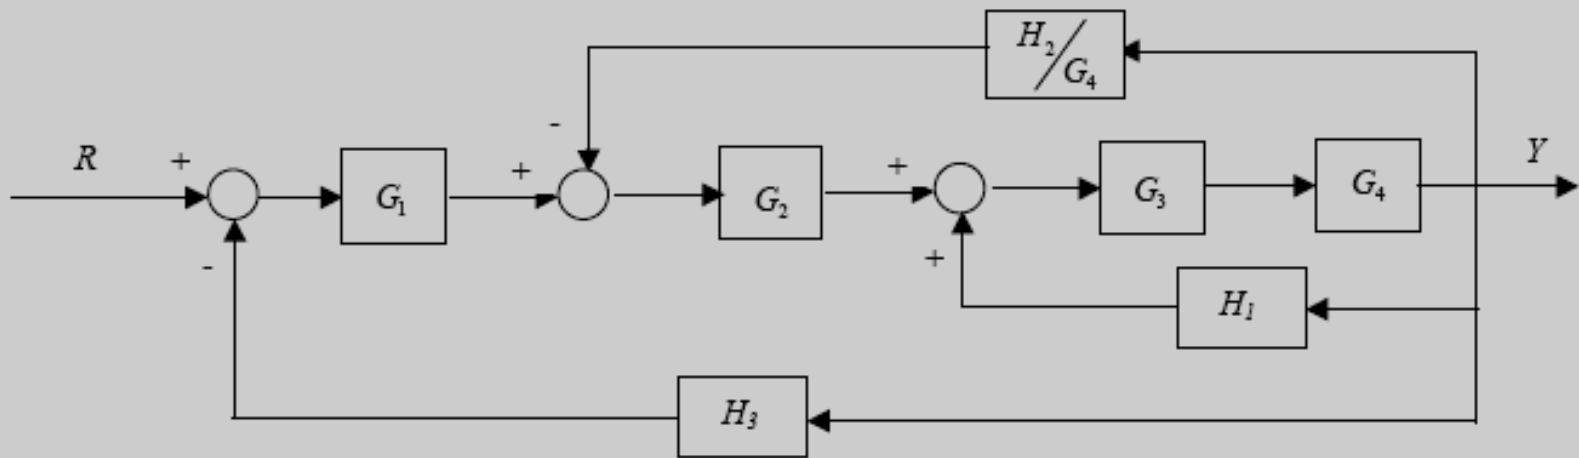 H₂/G₄
-
R
+
+
+
Y
G₁
G₂
G₃
G₄
-
+
H₁
H₃